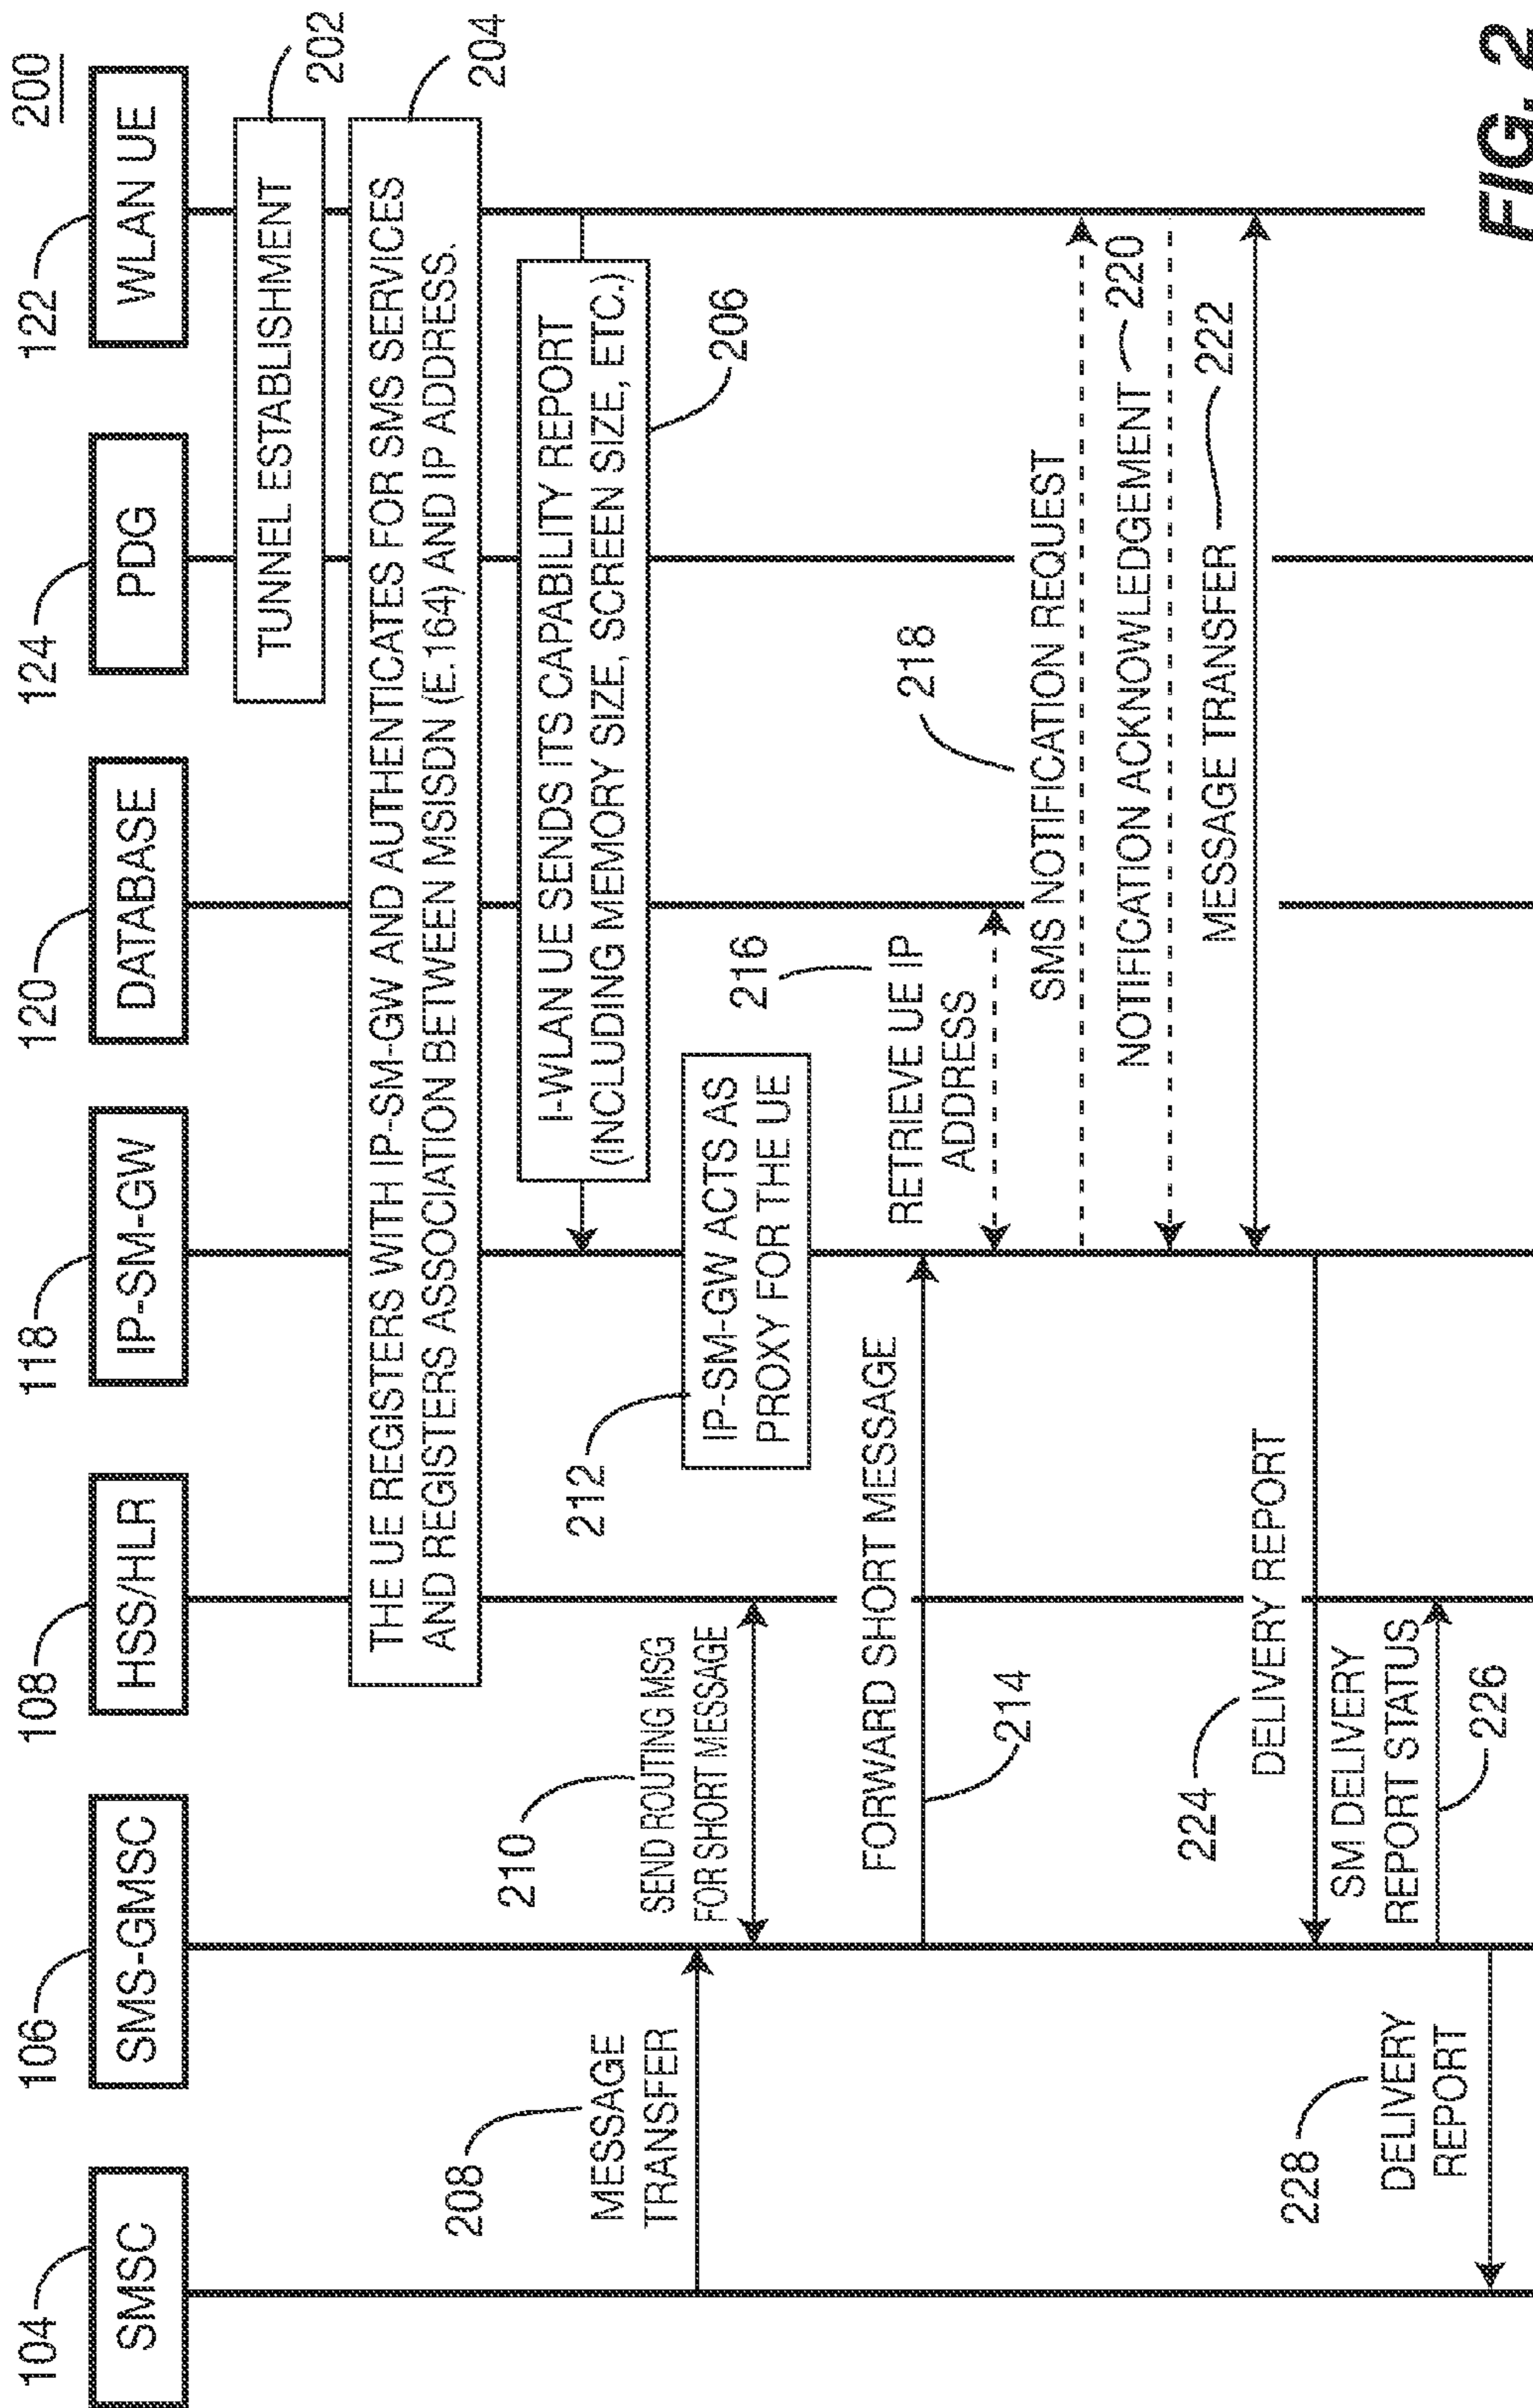 200
104
106
108
118
120
124
122
SMSC
SMS-GMSC
HSS/HLR
IP-SM-GW
DATABASE
PDG
WLAN UE
TUNNEL ESTABLISHMENT
202
THE UE REGISTERS WITH IP-SM-GW AND AUTHENTICATES FOR SMS SERVICES
AND REGISTERS ASSOCIATION BETWEEN MSISDN (E.164) AND IP ADDRESS.
204
I-WLAN UE SENDS ITS CAPABILITY REPORT
(INCLUDING MEMORY SIZE, SCREEN SIZE, ETC.)
206
208
MESSAGE
TRANSFER
210
SEND ROUTING MSG
FOR SHORT MESSAGE
212
IP-SM-GW ACTS AS
PROXY FOR THE UE
FORWARD SHORT MESSAGE
214
216
RETRIEVE UE IP
ADDRESS
218
SMS NOTIFICATION REQUEST
NOTIFICATION ACKNOWLEDGEMENT
220
MESSAGE TRANSFER
222
224
DELIVERY REPORT
SM DELIVERY
REPORT STATUS
226
228
DELIVERY
REPORT
FIG. 2